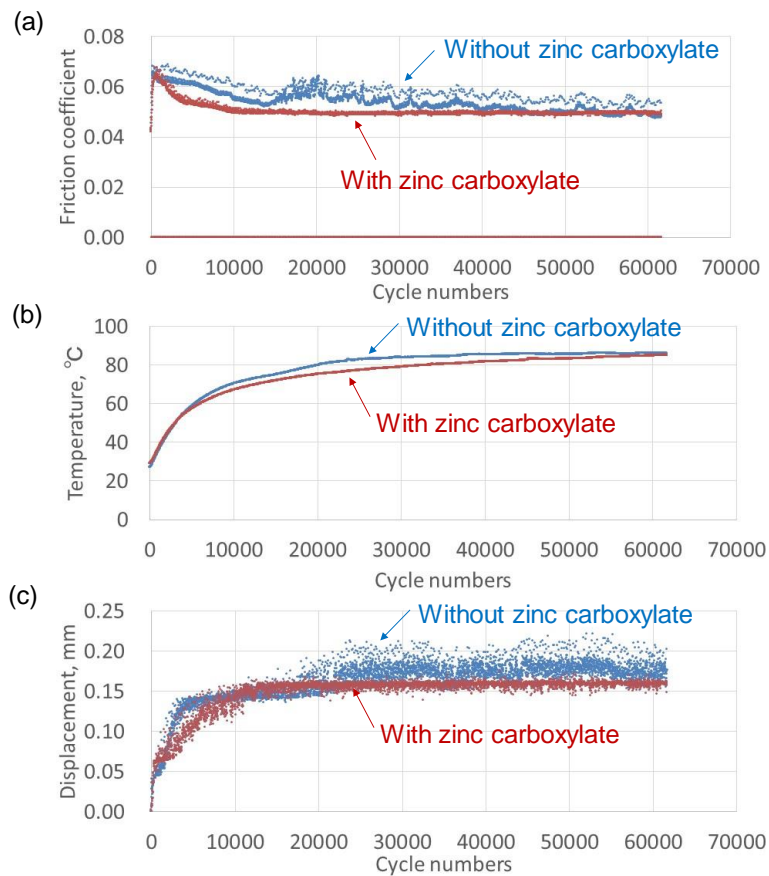 (a)
Friction coefficient
0.08
0.06
0.04
0.02
0.00
Without zinc carboxylate
With zinc carboxylate
0 10000 20000 30000 40000 50000 60000 70000
Cycle numbers
(b)
Temperature, ℃
100
80
60
40
20
0
Without zinc carboxylate
With zinc carboxylate
0 10000 20000 30000 40000 50000 60000 70000
Cycle numbers
(c)
Displacement, mm
0.25
0.20
0.15
0.10
0.05
0.00
Without zinc carboxylate
With zinc carboxylate
0 10000 20000 30000 40000 50000 60000 70000
Cycle numbers